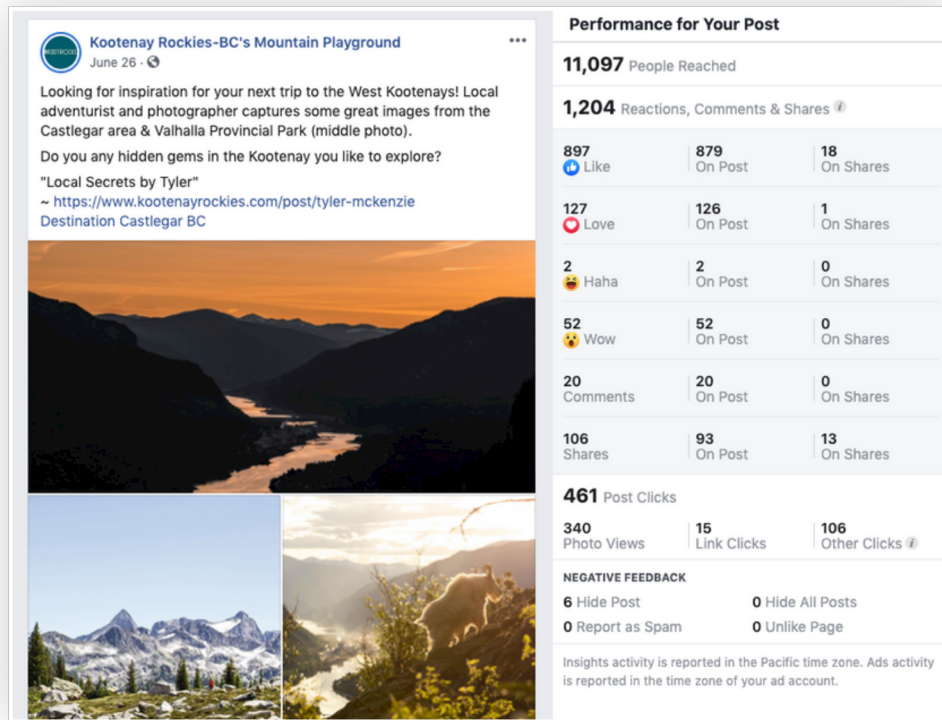 Kootenay Rockies-BC's Mountain Playground
June 26 ·
Looking for inspiration for your next trip to the West Kootenays! Local
adventurist and photographer captures some great images from the
Castlegar area & Valhalla Provincial Park (middle photo).
Do you any hidden gems in the Kootenay you like to explore?
"Local Secrets by Tyler"
~ https://www.kootenayrockies.com/post/tyler-mckenzie
Destination Castlegar BC
Performance for Your Post
11,097 People Reached
1,204 Reactions, Comments & Shares
897 879 18
Like On Post On Shares
127 126 1
Love On Post On Shares
2 2 0
Haha On Post On Shares
52 52 0
Wow On Post On Shares
20 20 0
Comments On Post On Shares
106 93 13
Shares On Post On Shares
461 Post Clicks
340 15 106
Photo Views Link Clicks Other Clicks
NEGATIVE FEEDBACK
6 Hide Post 0 Hide All Posts
0 Report as Spam 0 Unlike Page
Insights activity is reported in the Pacific time zone. Ads activity
is reported in the time zone of your ad account.